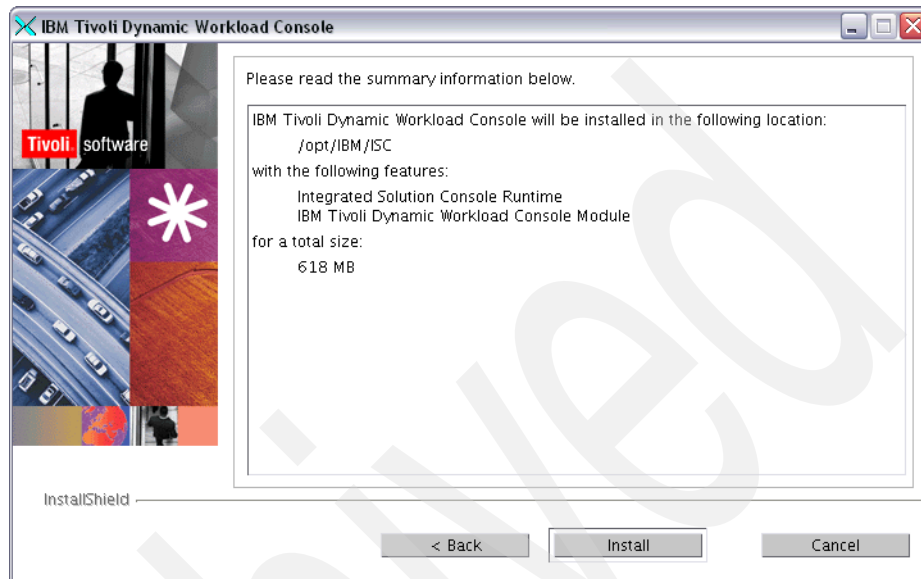 IBM Tivoli Dynamic Workload Console
Please read the summary information below.
Tivoli. software
IBM Tivoli Dynamic Workload Console will be installed in the following location:
/opt/IBM/ISC
with the following features:
Integrated Solution Console Runtime
IBM Tivoli Dynamic Workload Console Module
for a total size:
618 MB
InstallShield
< Back
Install
Cancel
hived